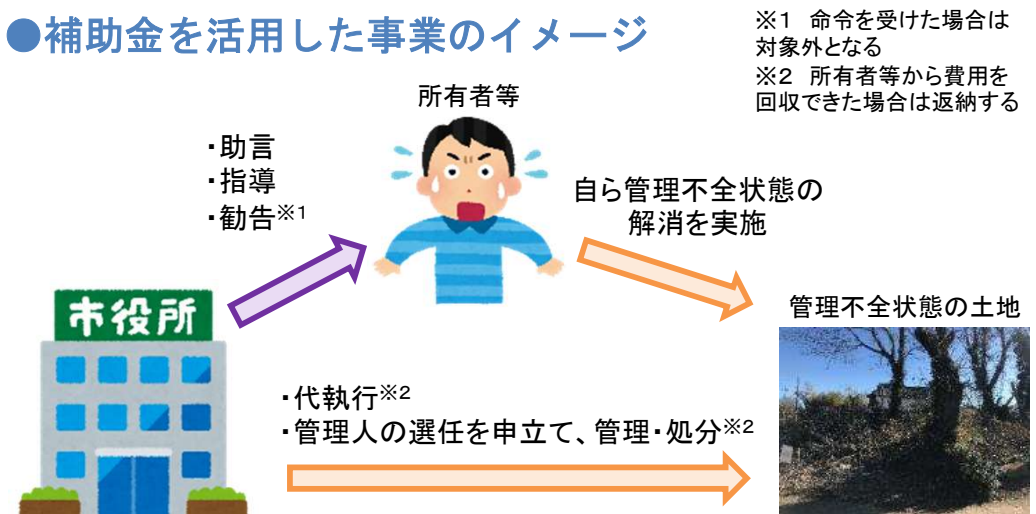 ●補助金を活用した事業のイメージ
※1 命令を受けた場合は
対象外となる
※2 所有者等から費用を
回収できた場合は返納する
所有者等
・助言
・指導
・勧告※1
自ら管理不全状態の
解消を実施
市役所
管理不全状態の土地
・代執行※2
・管理人の選任を申立て、管理・処分※2